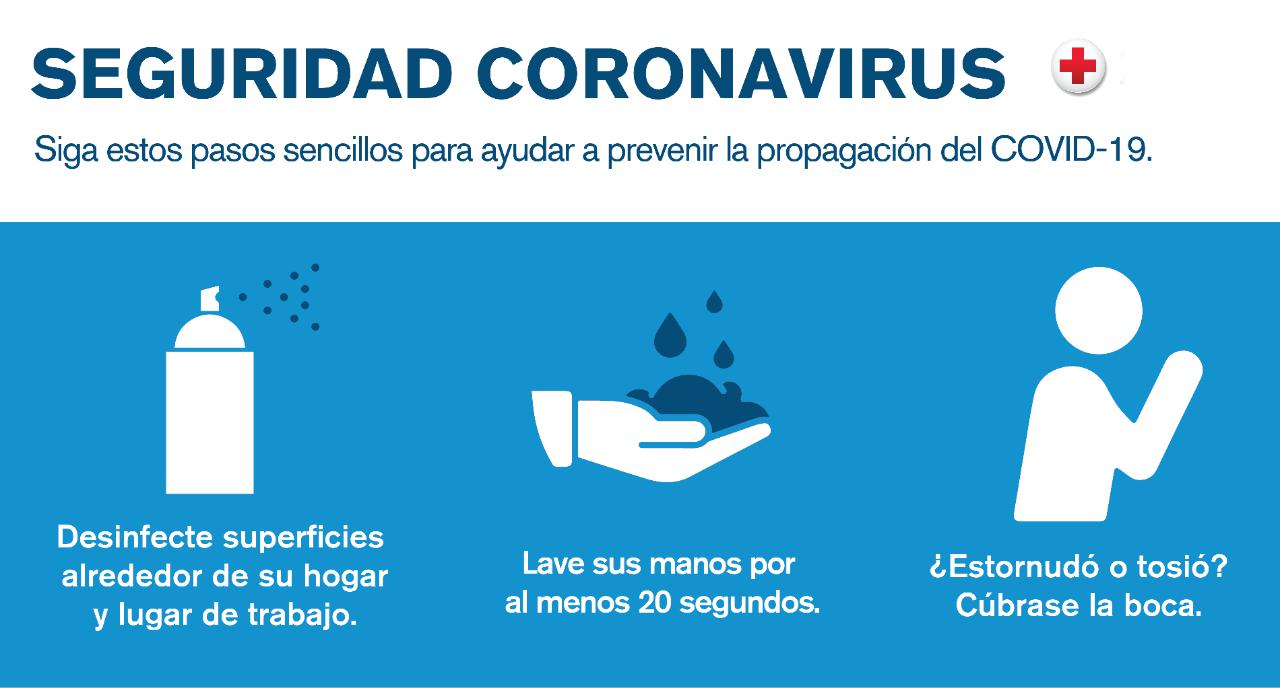 SEGURIDAD CORONAVIRUS
Siga estos pasos sencillos para ayudar a prevenir la propagación del COVID-19.
Desinfecte superficies
alrededor de su hogar
y lugar de trabajo.
Lave sus manos por
al menos 20 segundos.
¿Estornudó o tosió?
Cúbrase la boca.